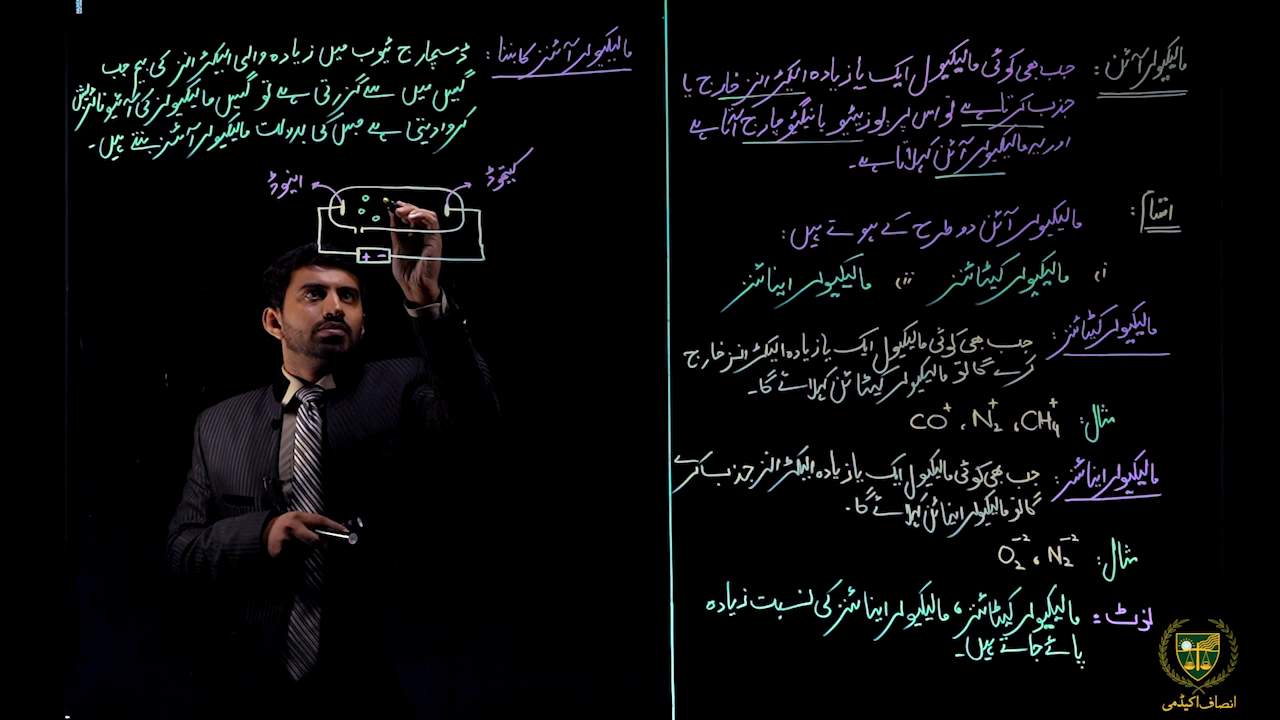 مالیکیولر آئن:
جب بھی کوئی مالیکیول ایک یا زیادہ الیکٹرانز خارج یا
جذب کرتا ہے تو اس پر پوزیٹیو یا نیگیٹو چارج آتا ہے
اور یہ مالیکیولر آئن کہلاتا ہے۔
اقسام:
مالیکیولر آئن دو طرح کے ہوتے ہیں:
i) مالیکیولر کیٹائنز ii) مالیکیولر اینائنز
مالیکیولر کیٹائنز:
جب بھی کوئی مالیکیول ایک یا زیادہ الیکٹرانز خارج
کرے گا تو مالیکیولر کیٹائن کہلائے گا۔
مثال: CH₄⁺ ، N₂⁺ ، CO⁺
مالیکیولر اینائنز:
جب بھی کوئی مالیکیول ایک یا زیادہ الیکٹرانز جذب کرے
گا تو مالیکیولر اینائن کہلائے گا۔
مثال: N₂⁻² ، O₂⁻²
نوٹ:
مالیکیولر کیٹائنز، مالیکیولر اینائنز کی نسبت زیادہ
پائے جاتے ہیں۔
مالیکیولر آئنز کا بننا:
ڈسچارج ٹیوب میں زیادہ والی الیکٹرانز کی بیم جب
گیس میں سے گزرتی ہے تو گیس مالیکیولز کی آئیونائزیشن
کروا دیتی ہے جس کی بدولت مالیکیولر آئنز بنتے ہیں۔
کیتھوڈ
اینوڈ
+ −
انصاف اکیڈمی